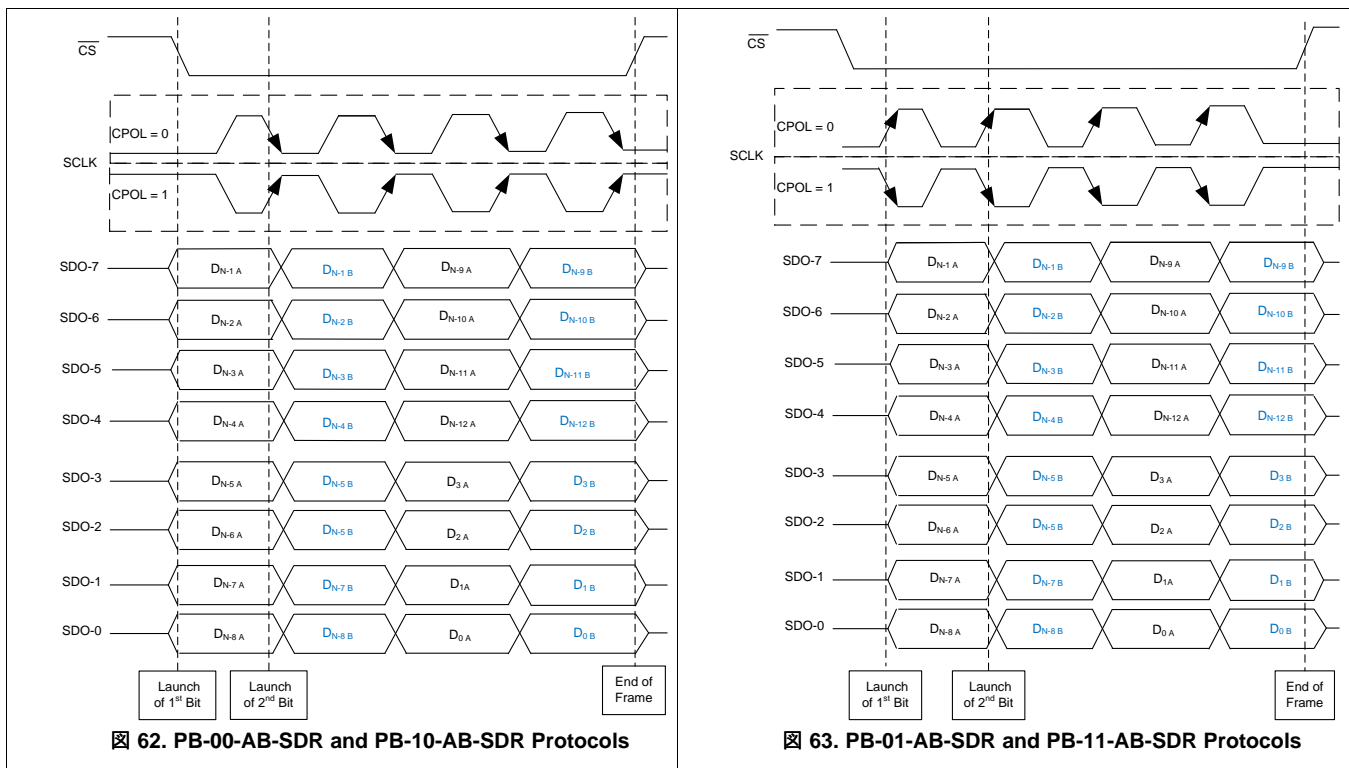 CS
CPOL = 0
SCLK
CPOL = 1
SDO-7 DN-1 A DN-1 B DN-9 A DN-9 B
SDO-6 DN-2 A DN-2 B DN-10 A DN-10 B
SDO-5 DN-3 A DN-3 B DN-11 A DN-11 B
SDO-4 DN-4 A DN-4 B DN-12 A DN-12 B
SDO-3 DN-5 A DN-5 B D3 A D3 B
SDO-2 DN-6 A DN-5 B D2 A D2 B
SDO-1 DN-7 A DN-7 B D1A D1 B
SDO-0 DN-8 A DN-8 B D0 A D0 B
Launch
of 1st Bit
Launch
of 2nd Bit
End of
Frame
図 62. PB-00-AB-SDR and PB-10-AB-SDR Protocols
CS
CPOL = 0
SCLK
CPOL = 1
SDO-7 DN-1 A DN-1 B DN-9 A DN-9 B
SDO-6 DN-2 A DN-2 B DN-10 A DN-10 B
SDO-5 DN-3 A DN-3 B DN-11 A DN-11 B
SDO-4 DN-4 A DN-4 B DN-12 A DN-12 B
SDO-3 DN-5 A DN-5 B D3 A D3 B
SDO-2 DN-6 A DN-5 B D2 A D2 B
SDO-1 DN-7 A DN-7 B D1A D1 B
SDO-0 DN-8 A DN-8 B D0 A D0 B
Launch
of 1st Bit
Launch
of 2nd Bit
End of
Frame
図 63. PB-01-AB-SDR and PB-11-AB-SDR Protocols